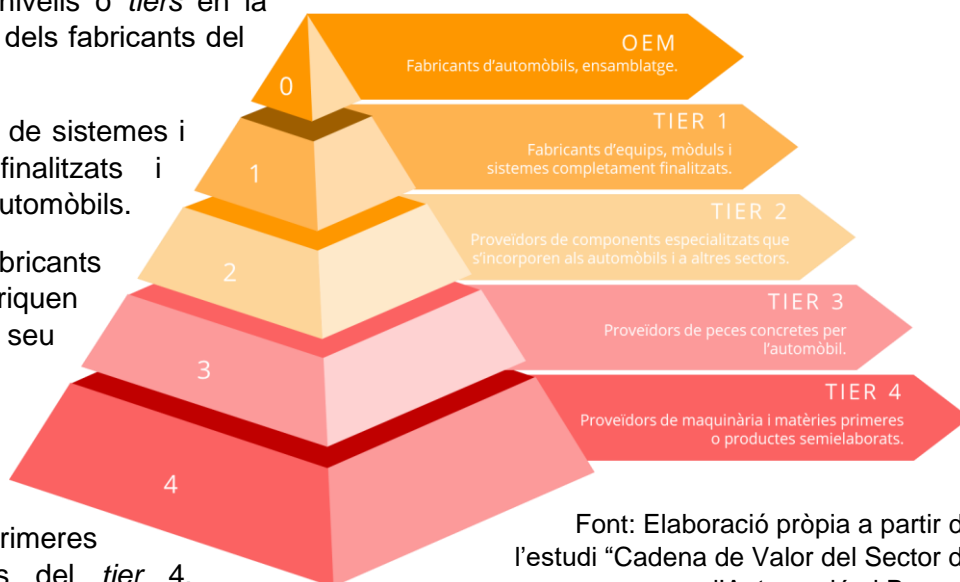 nivells o tiers en la
dels fabricants del
de sistemes i
finalitzats i
utomòbils.
bricants
riquen
seu
rimeres
del tier 4.
0
1
2
3
4
OEM
Fabricants d'automòbils, ensamblatge.
TIER 1
Fabricants d'equips, mòduls i
sistemes completament finalitzats.
TIER 2
Proveïdors de components especialitzats que
s'incorporen als automòbils i a altres sectors.
TIER 3
Proveïdors de peces concretes per
l'automòbil.
TIER 4
Proveïdors de maquinària i matèries primeres
o productes semielaborats.
Font: Elaboració pròpia a partir d
l'estudi "Cadena de Valor del Sector d